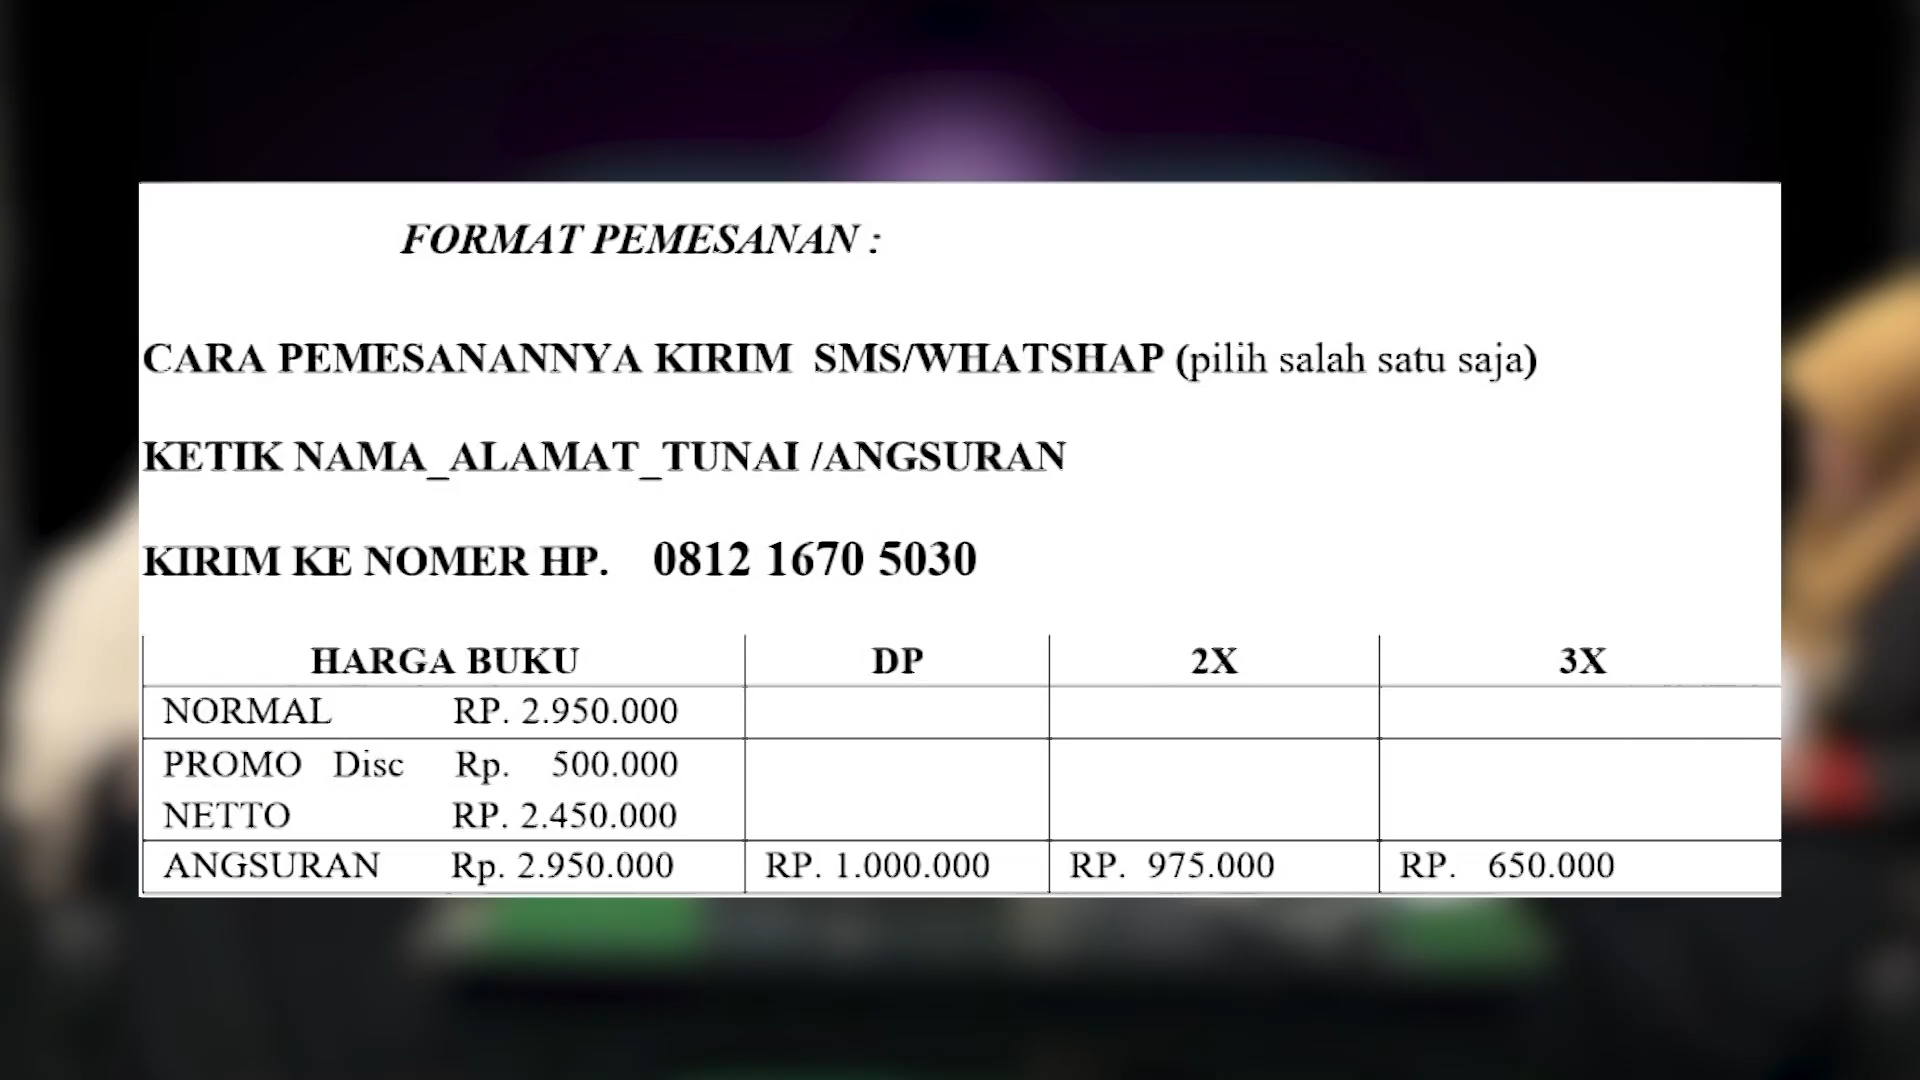 FORMAT PEMESANAN :
CARA PEMESANANNYA KIRIM SMS/WHATSHAP (pilih salah satu saja)
KETIK NAMA_ALAMAT_TUNAI /ANGSURAN
KIRIM KE NOMER HP. 0812 1670 5030
HARGA BUKU DP 2X 3X
NORMAL RP. 2.950.000
PROMO Disc Rp. 500.000
NETTO RP. 2.450.000
ANGSURAN Rp. 2.950.000 RP. 1.000.000 RP. 975.000 RP. 650.000